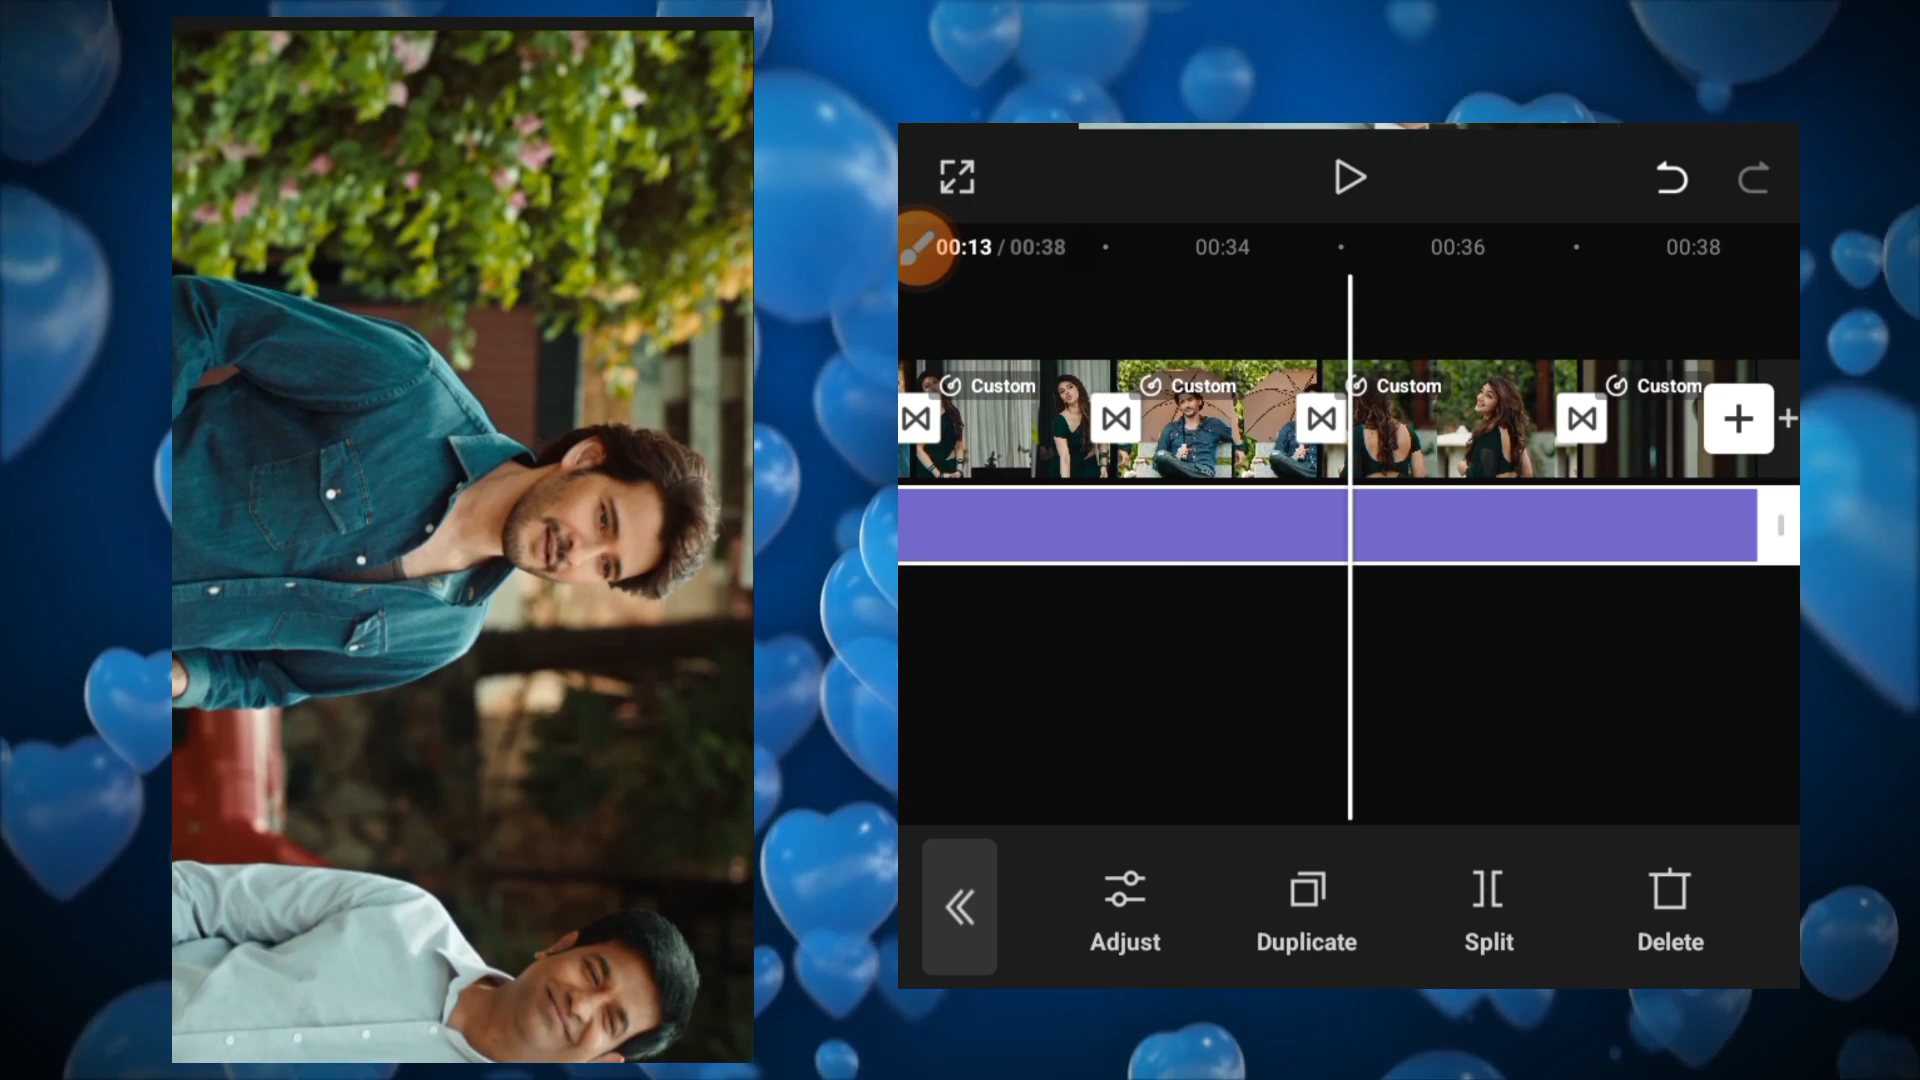 00:13 / 00:38 00:34 00:36 00:38
Custom Custom Custom Custom
Adjust Duplicate Split Delete